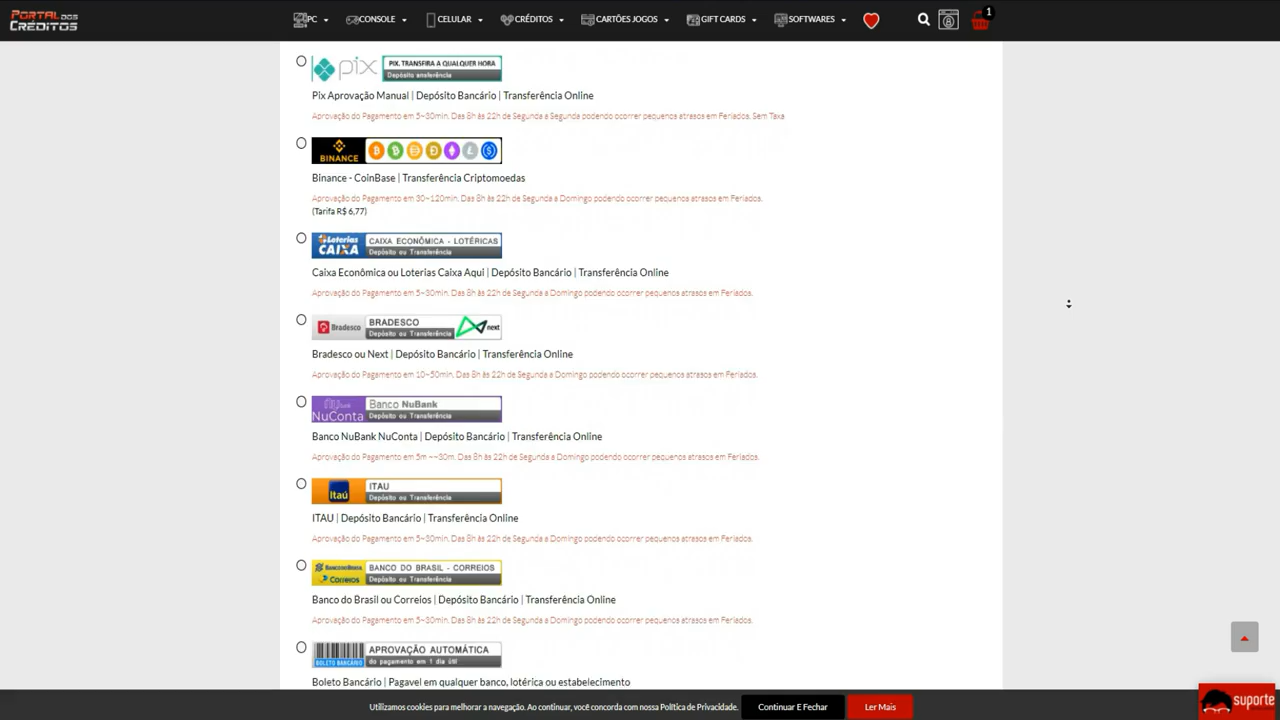 PORTAL DOS
CRÉDITOS
PC
CONSOLE
CELULAR
CRÉDITOS
CARTÕES JOGOS
GIFT CARDS
SOFTWARES
1
pix
PIX. TRANSFIRA A QUALQUER HORA
Pix Aprovação Manual | Depósito Bancário | Transferência Online
Aprovação do Pagamento em 5~30min. Das 8h às 22h de Segunda a Segunda podendo ocorrer pequenos atrasos em Feriados. Sem Taxa
BINANCE
Binance - CoinBase | Transferência Criptomoedas
Aprovação do Pagamento em 30~120min. Das 8h às 22h de Segunda a Domingo podendo ocorrer pequenos atrasos em Feriados.
(Tarifa R$ 6,77)
Loterias
CAIXA
CAIXA ECONÔMICA - LOTÉRICAS
Depósito ou Transferência
Caixa Econômica ou Loterias Caixa Aqui | Depósito Bancário | Transferência Online
Aprovação do Pagamento em 5~30min. Das 8h às 22h de Segunda a Domingo podendo ocorrer pequenos atrasos em Feriados.
Bradesco
BRADESCO
Depósito ou Transferência
next
Bradesco ou Next | Depósito Bancário | Transferência Online
Aprovação do Pagamento em 10~50min. Das 8h às 22h de Segunda a Domingo podendo ocorrer pequenos atrasos em Feriados.
NuConta
Banco NuBank
Depósito ou Transferência
Banco NuBank NuConta | Depósito Bancário | Transferência Online
Aprovação do Pagamento em 5m ~~30m. Das 8h às 22h de Segunda a Domingo podendo ocorrer pequenos atrasos em Feriados.
Itaú
ITAU
Depósito ou Transferência
ITAU | Depósito Bancário | Transferência Online
Aprovação do Pagamento em 5~30min. Das 8h às 22h de Segunda a Domingo podendo ocorrer pequenos atrasos em Feriados.
Correios
BANCO DO BRASIL - CORREIOS
Depósito ou Transferência
Banco do Brasil ou Correios | Depósito Bancário | Transferência Online
Aprovação do Pagamento em 5~30min. Das 8h às 22h de Segunda a Domingo podendo ocorrer pequenos atrasos em Feriados.
BOLETO BANCÁRIO
APROVAÇÃO AUTOMÁTICA
do pagamento em 1 dia útil
Boleto Bancário | Pagavel em qualquer banco, lotérica ou estabelecimento
Utilizamos cookies para melhorar a navegação. Ao continuar, você concorda com nossa Política de Privacidade.
Continuar E Fechar
Ler Mais
suporte